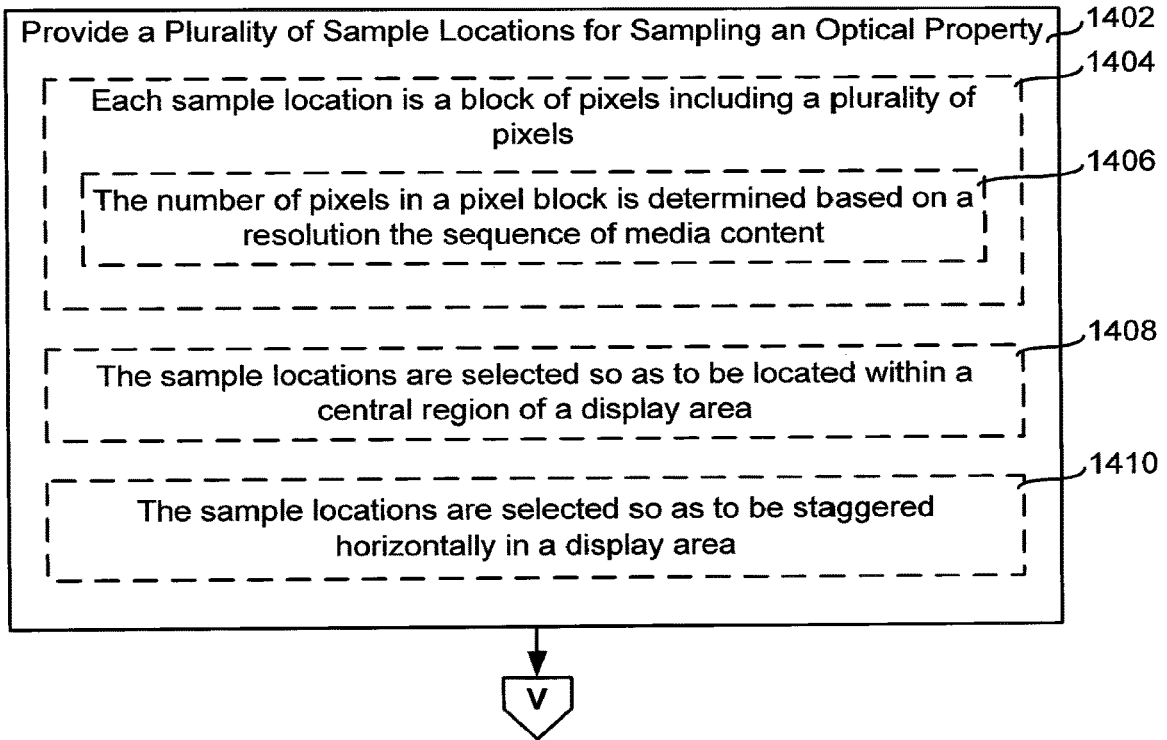 Provide a Plurality of Sample Locations for Sampling an Optical Property
1402
1404
Each sample location is a block of pixels including a plurality of
pixels
1406
The number of pixels in a pixel block is determined based on a
resolution the sequence of media content
1408
The sample locations are selected so as to be located within a
central region of a display area
1410
The sample locations are selected so as to be staggered
horizontally in a display area
V